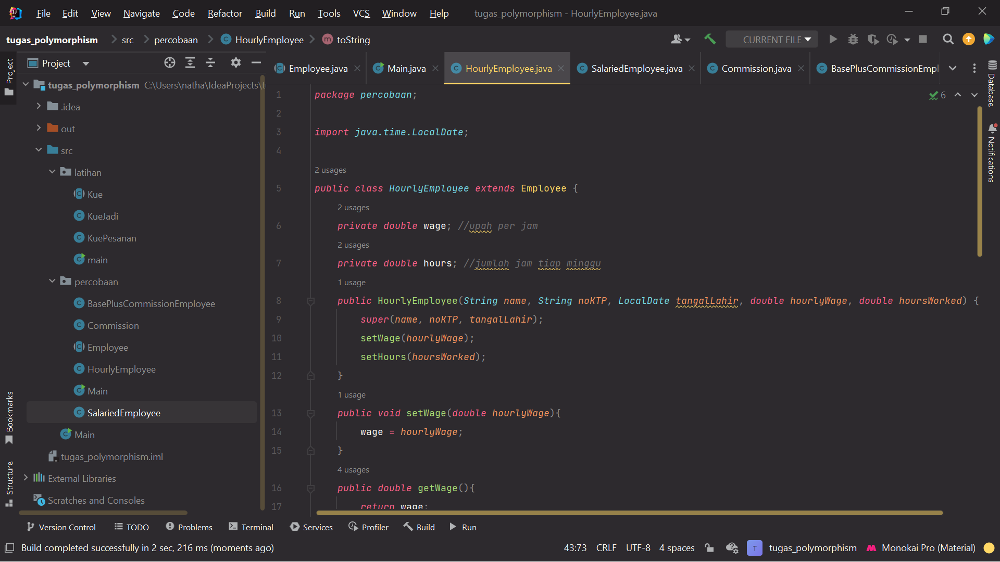 File Edit View Navigate Code Refactor Build Run Tools VCS Window Help tugas_polymorphism - HourlyEmployee.java
tugas_polymorphism src percobaan HourlyEmployee toString CURRENT FILE
Project
Employee.java Main.java HourlyEmployee.java SalariedEmployee.java Commission.java BasePlusCommissionEmpl
Project
tugas_polymorphism C:\Users\natha\IdeaProjects\t
.idea
out
src
latihan
Kue
KueJadi
KuePesanan
main
percobaan
BasePlusCommissionEmployee
Commission
Employee
HourlyEmployee
Main
SalariedEmployee
Main
tugas_polymorphism.iml
External Libraries
Scratches and Consoles
Bookmarks
Structure
6
1 package percobaan;
2
3 import java.time.LocalDate;
4
2 usages
5 public class HourlyEmployee extends Employee {
2 usages
6 private double wage; //upah per jam
2 usages
7 private double hours; //jumlah jam tiap minggu
1 usage
8 public HourlyEmployee(String name, String noKTP, LocalDate tangalLahir, double hourlyWage, double hoursWorked) {
9 super(name, noKTP, tangalLahir);
10 setWage(hourlyWage);
11 setHours(hoursWorked);
12 }
1 usage
13 public void setWage(double hourlyWage){
14 wage = hourlyWage;
15 }
4 usages
16 public double getWage(){
17 return wage;
Database
Notifications
Version Control TODO Problems Terminal Services Profiler Build Run
Build completed successfully in 2 sec, 216 ms (moments ago) 43:73 CRLF UTF-8 4 spaces T tugas_polymorphism Monokai Pro (Material)